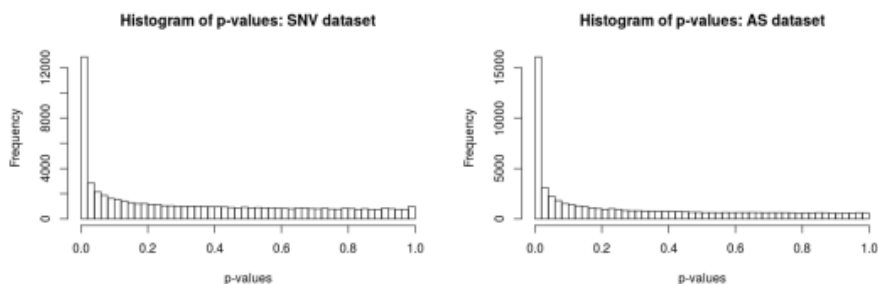 Histogram of p-values: SNV dataset
Frequency
12000
8000
4000
0
0.0 0.2 0.4 0.6 0.8 1.0
p-values
Histogram of p-values: AS dataset
Frequency
15000
10000
5000
0
0.0 0.2 0.4 0.6 0.8 1.0
p-values